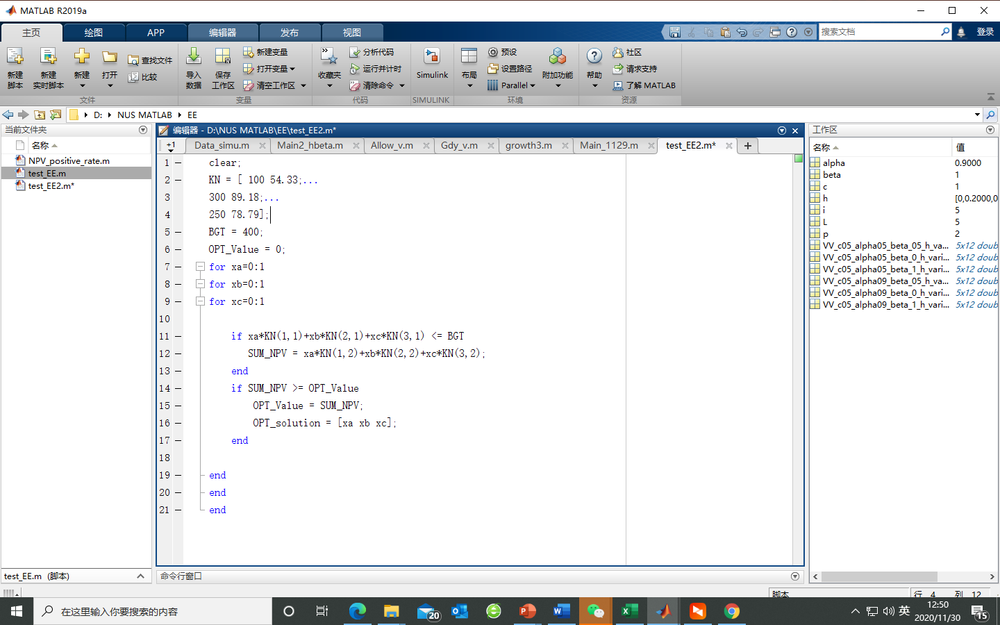 MATLAB R2019a
主页 绘图 APP 编辑器 发布 视图 搜索文档 登录
新建 脚本
新建 实时脚本
新建
打开
查找文件
比较
文件
导入 数据
保存 工作区
新建变量
打开变量
清空工作区
变量
收藏夹
分析代码
运行并计时
清除命令
代码
Simulink
SIMULINK
布局
预设
设置路径
Parallel
附加功能
环境
帮助
社区
请求支持
了解 MATLAB
资源
D: NUS MATLAB EE
当前文件夹
名称
NPV_positive_rate.m
test_EE.m
test_EE2.m*
test_EE.m (脚本)
编辑器 - D:\NUS MATLAB\EE\test_EE2.m*
+1 Data_simu.m Main2_hbeta.m Allow_v.m Gdy_v.m growth3.m Main_1129.m test_EE2.m*
1 clear;
2 KN = [ 100 54.33;...
3 300 89.18;...
4 250 78.79];
5 BGT = 400;
6 OPT_Value = 0;
7 for xa=0:1
8 for xb=0:1
9 for xc=0:1
10
11 if xa*KN(1,1)+xb*KN(2,1)+xc*KN(3,1) <= BGT
12 SUM_NPV = xa*KN(1,2)+xb*KN(2,2)+xc*KN(3,2);
13 end
14 if SUM_NPV >= OPT_Value
15 OPT_Value = SUM_NPV;
16 OPT_solution = [xa xb xc];
17 end
18
19 end
20 end
21 end
命令行窗口
工作区
名称 值
alpha 0.9000
beta 1
c 1
h [0,0.2000,0
i 5
L 5
p 2
VV_c05_alpha05_beta_05_h_va... 5x12 doub
VV_c05_alpha05_beta_0_h_vari... 5x12 doub
VV_c05_alpha05_beta_1_h_vari... 5x12 doub
VV_c05_alpha09_beta_05_h_va... 5x12 doub
VV_c05_alpha09_beta_0_h_vari... 5x12 doub
VV_c05_alpha09_beta_1_h_vari... 5x12 doub
脚本 行 4 列 12
在这里输入你要搜索的内容
20
英
12:50
2020/11/30
15